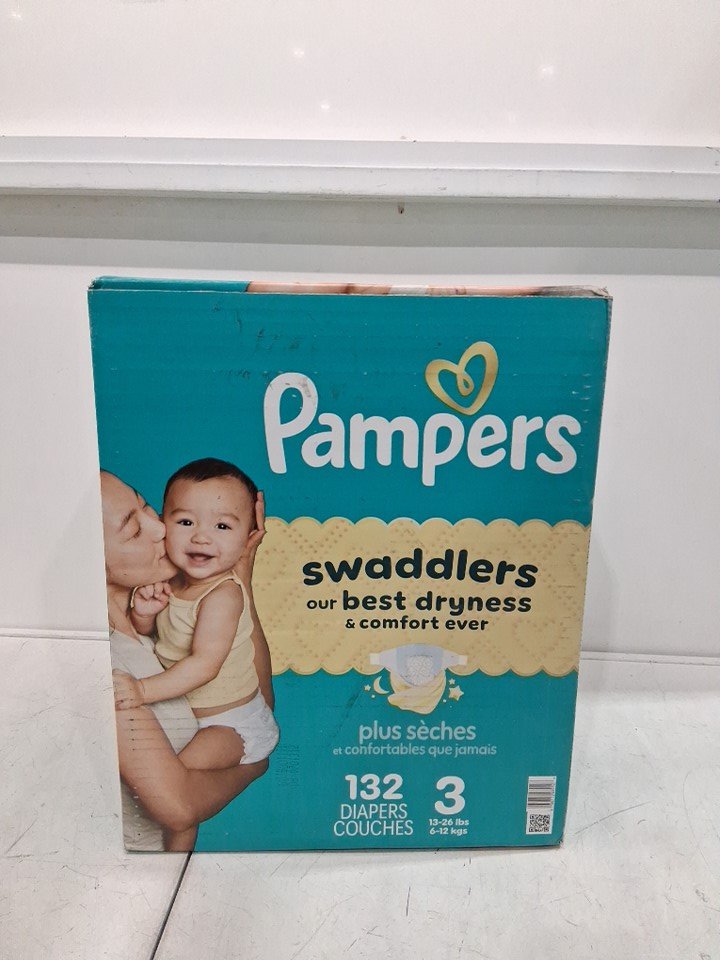 Pampers
swaddlers
our best dryness
& comfort ever
plus sèches
et confortables que jamais
132
DIAPERS
COUCHES
3
13-26 lbs
6-12 kgs